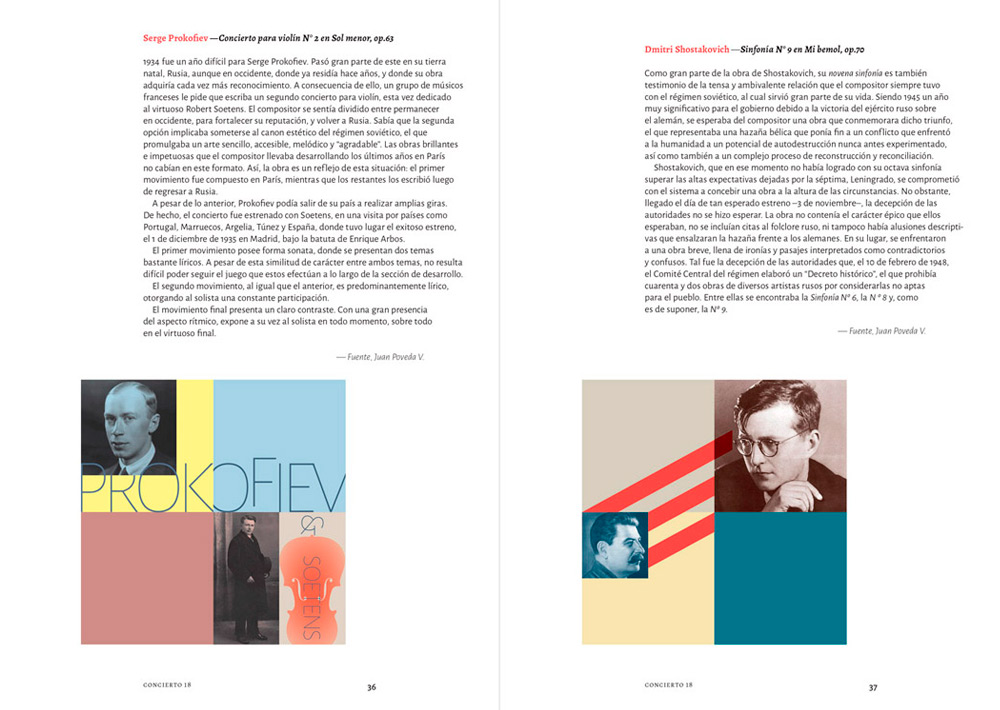 Serge Prokofiev —Concierto para violín Nº 2 en Sol menor, op.63
1934 fue un año difícil para Serge Prokofiev. Pasó gran parte de este en su tierra
natal, Rusia, aunque en occidente, donde ya residía hace años, y donde su obra
adquiría cada vez más reconocimiento. A consecuencia de ello, un grupo de músicos
franceses le pide que escriba un segundo concierto para violín, esta vez dedicado
al virtuoso Robert Soetens. El compositor se sentía dividido entre permanecer
en occidente, para fortalecer su reputación, y volver a Rusia. Sabía que la segunda
opción implicaba someterse al canon estético del régimen soviético, el que
promulgaba un arte sencillo, accesible, melódico y “agradable”. Las obras brillantes
e impetuosas que el compositor llevaba desarrollando los últimos años en París
no cabían en este formato. Así, la obra es un reflejo de esta situación: el primer
movimiento fue compuesto en París, mientras que los restantes los escribió luego
de regresar a Rusia.
A pesar de lo anterior, Prokofiev podía salir de su país a realizar amplias giras.
De hecho, el concierto fue estrenado con Soetens, en una visita por países como
Portugal, Marruecos, Argelia, Túnez y España, donde tuvo lugar el exitoso estreno,
el 1 de diciembre de 1935 en Madrid, bajo la batuta de Enrique Arbos.
El primer movimiento posee forma sonata, donde se presentan dos temas
bastante líricos. A pesar de esta similitud de carácter entre ambos temas, no resulta
difícil poder seguir el juego que estos efectúan a lo largo de la sección de desarrollo.
El segundo movimiento, al igual que el anterior, es predominantemente lírico,
otorgando al solista una constante participación.
El movimiento final presenta un claro contraste. Con una gran presencia
del aspecto rítmico, expone a su vez al solista en todo momento, sobre todo
en el virtuoso final.
— Fuente, Juan Poveda V.
PROKOFIEV
&
SOETENS
CONCIERTO 18
36
Dmitri Shostakovich —Sinfonía Nº 9 en Mi bemol, op.70
Como gran parte de la obra de Shostakovich, su novena sinfonía es también
testimonio de la tensa y ambivalente relación que el compositor siempre tuvo
con el régimen soviético, al cual sirvió gran parte de su vida. Siendo 1945 un año
muy significativo para el gobierno debido a la victoria del ejército ruso sobre
el alemán, se esperaba del compositor una obra que conmemorara dicho triunfo,
el que representaba una hazaña bélica que ponía fin a un conflicto que enfrentó
a la humanidad a un potencial de autodestrucción nunca antes experimentado,
así como también a un complejo proceso de reconstrucción y reconciliación.
Shostakovich, que en ese momento no había logrado con su octava sinfonía
superar las altas expectativas dejadas por la séptima, Leningrado, se comprometió
con el sistema a concebir una obra a la altura de las circunstancias. No obstante,
llegado el día de tan esperado estreno –3 de noviembre–, la decepción de las
autoridades no se hizo esperar. La obra no contenía el carácter épico que ellos
esperaban, no se incluían citas al folclore ruso, ni tampoco había alusiones descripti-
vas que ensalzaran la hazaña frente a los alemanes. En su lugar, se enfrentaron
a una obra breve, llena de ironías y pasajes interpretados como contradictorios
y confusos. Tal fue la decepción de las autoridades que, el 10 de febrero de 1948,
el Comité Central del régimen elaboró un “Decreto histórico”, el que prohibía
cuarenta y dos obras de diversos artistas rusos por considerarlas no aptas
para el pueblo. Entre ellas se encontraba la Sinfonía Nº 6, la N º 8 y, como
es de suponer, la Nº 9.
— Fuente, Juan Poveda V.
CONCIERTO 18
37